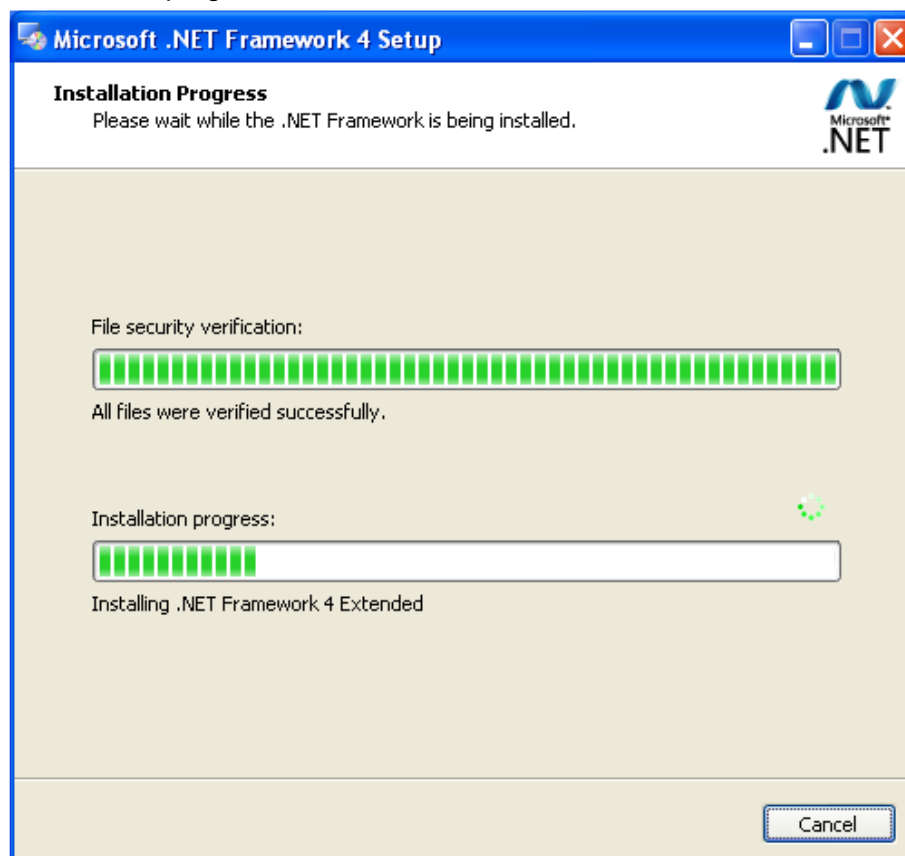 Microsoft .NET Framework 4 Setup
Installation Progress
Please wait while the .NET Framework is being installed.
Microsoft
.NET
File security verification:
All files were verified successfully.
Installation progress:
Installing .NET Framework 4 Extended
Cancel